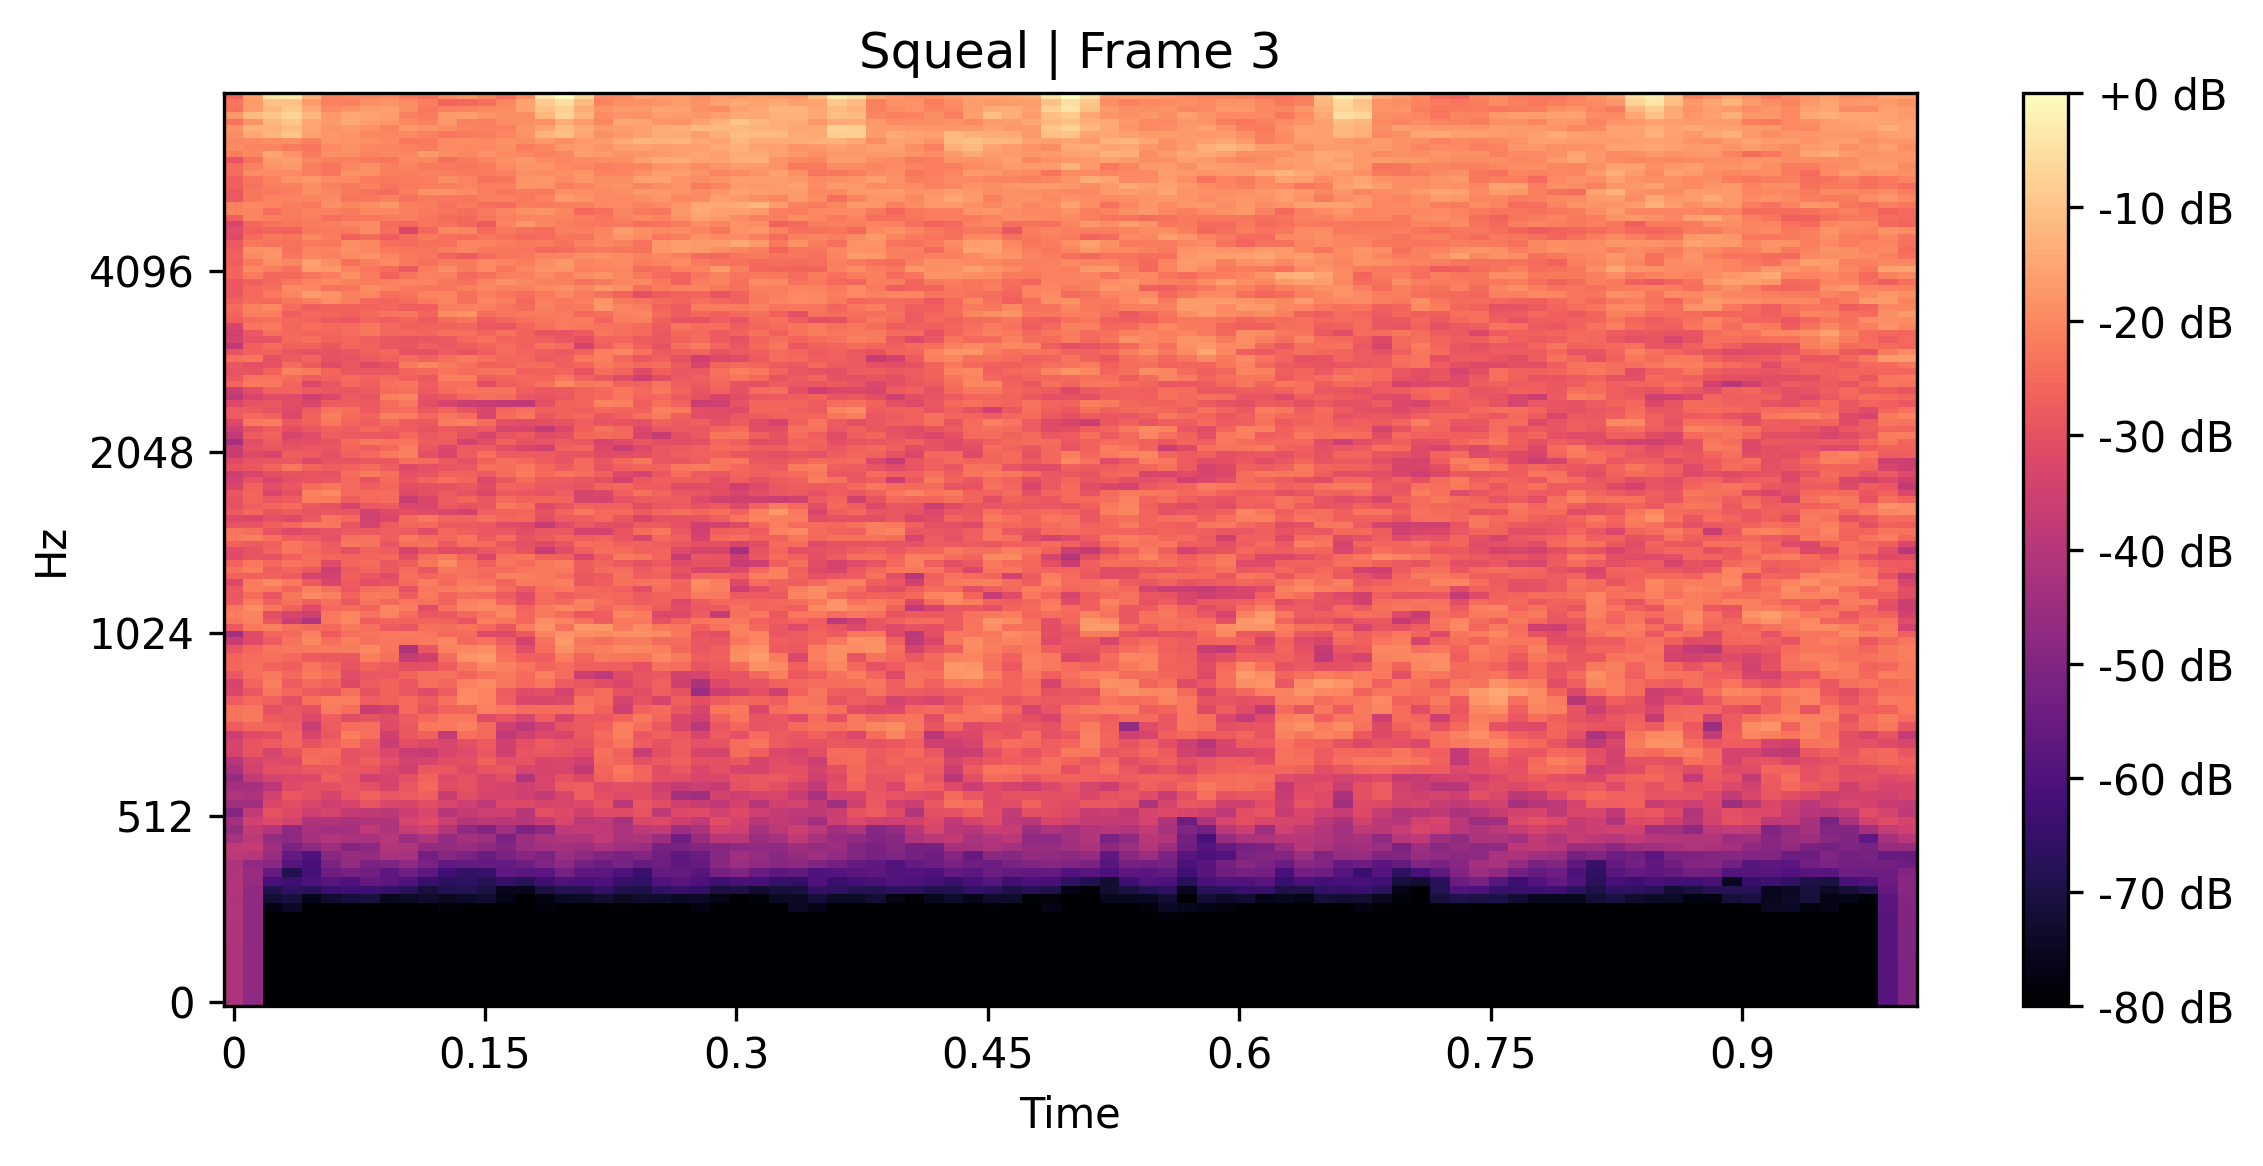 Squeal | Frame 3
+0 dB
-10 dB
-20 dB
-30 dB
-40 dB
-50 dB
-60 dB
-70 dB
-80 dB
4096
2048
1024
512
0
Hz
0 0.15 0.3 0.45 0.6 0.75 0.9
Time